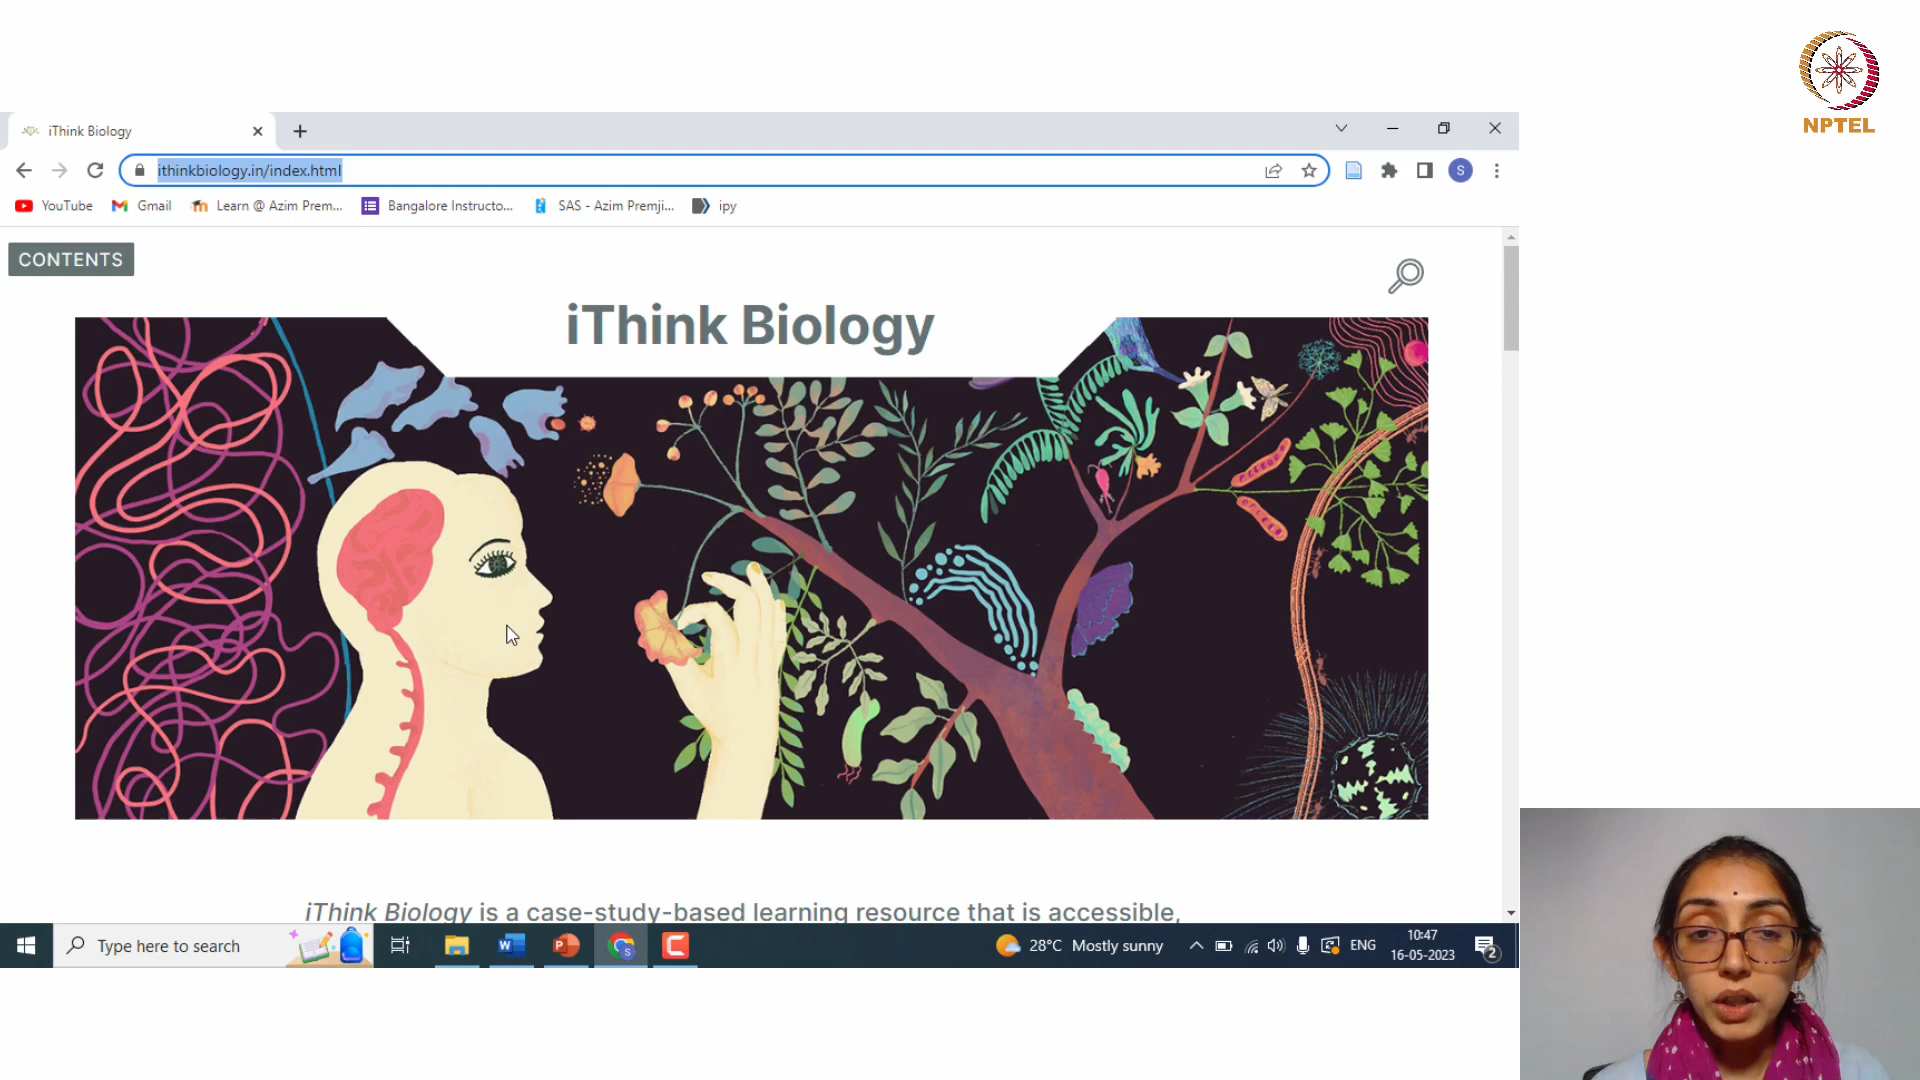 NPTEL
iThink Biology
ithinkbiology.in/index.html
S
YouTube Gmail Learn @ Azim Prem... Bangalore Instructo... SAS - Azim Premji... ipy
CONTENTS
iThink Biology
iThink Biology is a case-study-based learning resource that is accessible,
Type here to search
28°C Mostly sunny
ENG
10:47
16-05-2023
2